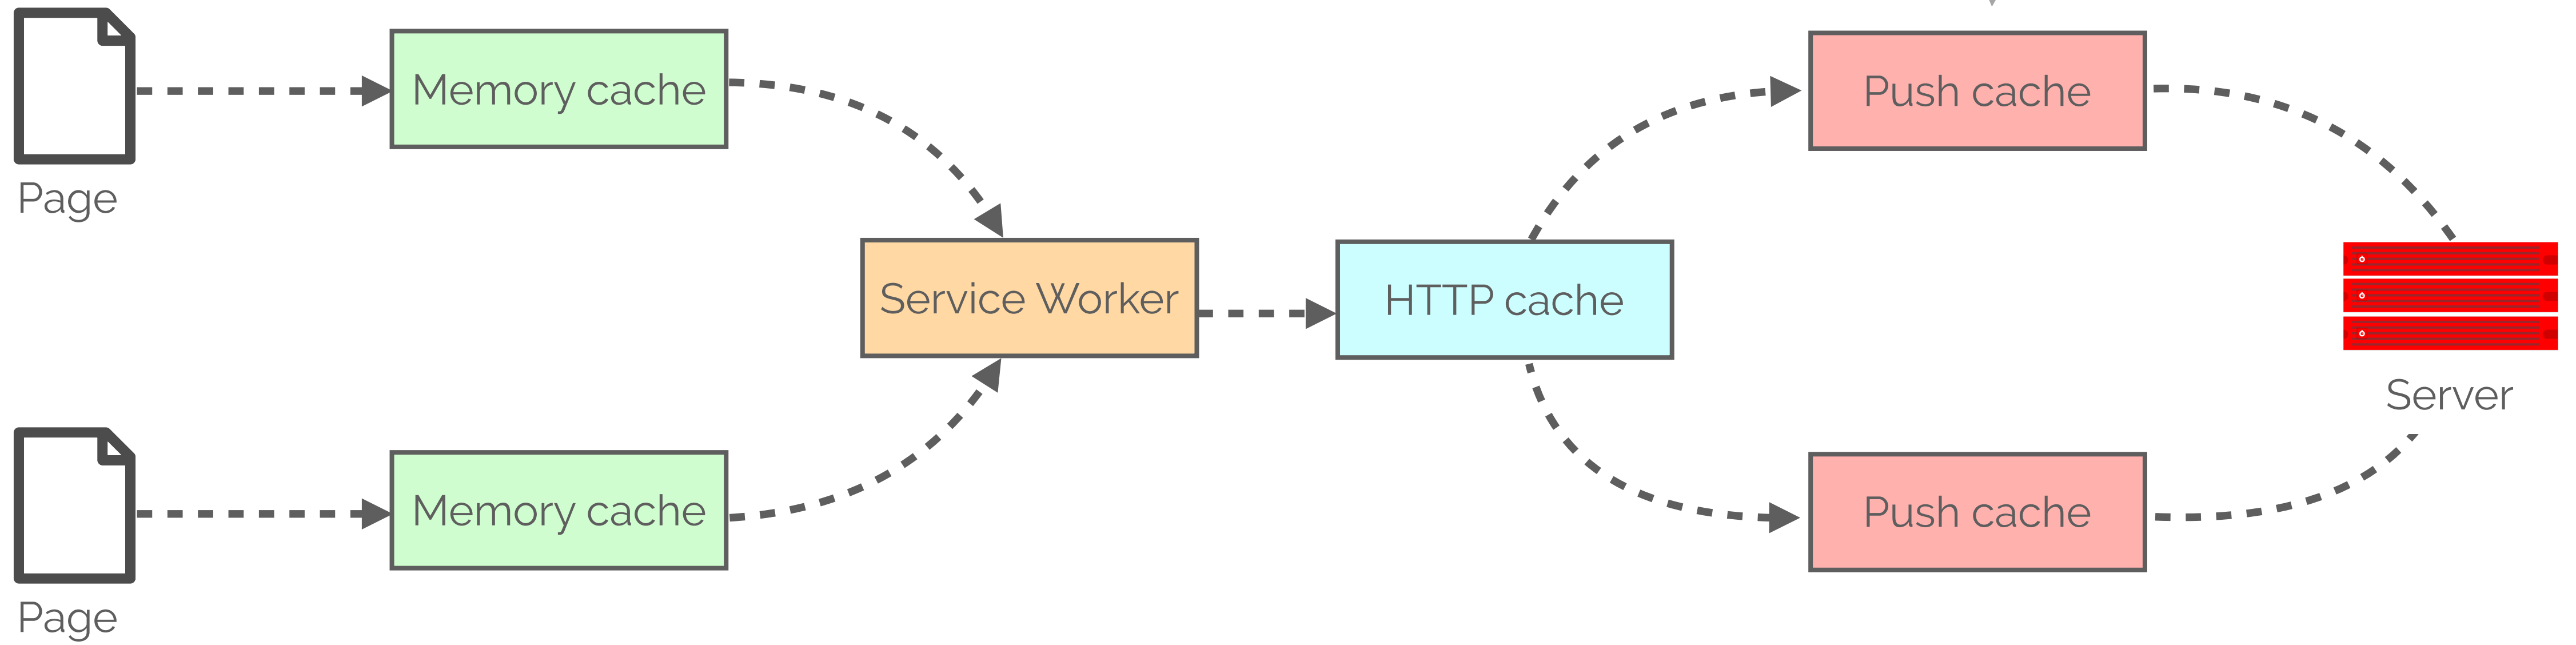 Page
Memory cache
Service Worker
HTTP cache
Push cache
Server
Page
Memory cache
Push cache